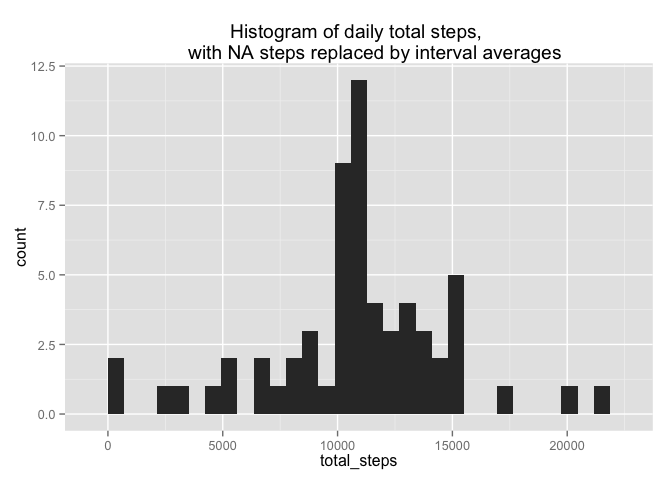 Histogram of daily total steps,
with NA steps replaced by interval averages
12.5
10.0
7.5
5.0
2.5
0.0
count
0 5000 10000 15000 20000
total_steps